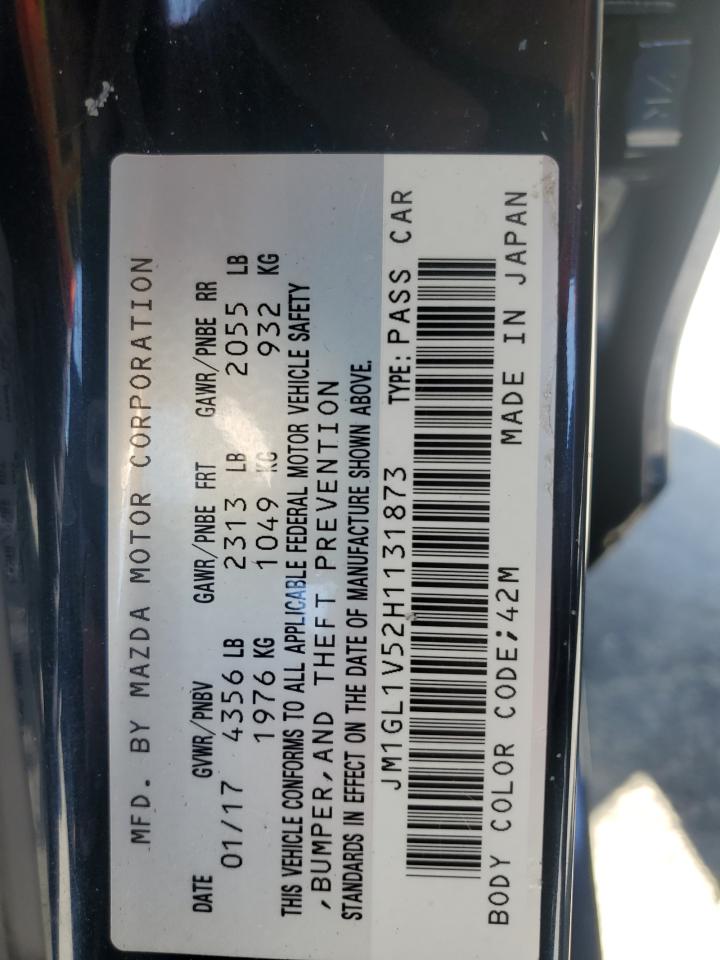 MFD. BY MAZDA MOTOR CORPORATION
DATE GVWR/PNBV GAWR/PNBE FRT GAWR/PNBE RR
01/17 4356 LB 2313 LB 2055 LB
1976 KG 1049 KG 932 KG
THIS VEHICLE CONFORMS TO ALL APPLICABLE FEDERAL MOTOR VEHICLE SAFETY
,BUMPER,AND THEFT PREVENTION
STANDARDS IN EFFECT ON THE DATE OF MANUFACTURE SHOWN ABOVE.
JM1GL1V52H1131873 TYPE: PASS CAR
BODY COLOR CODE;42M MADE IN JAPAN